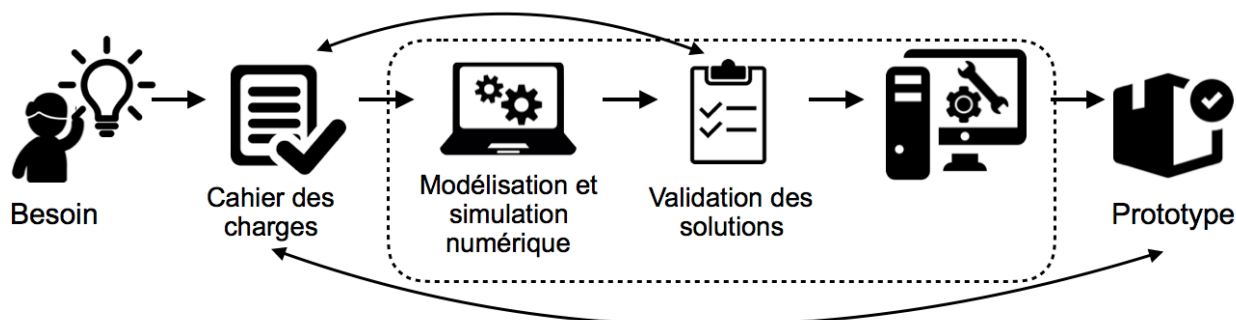 Besoin
Cahier des
charges
Modélisation et
simulation
numérique
Validation des
solutions
Prototype